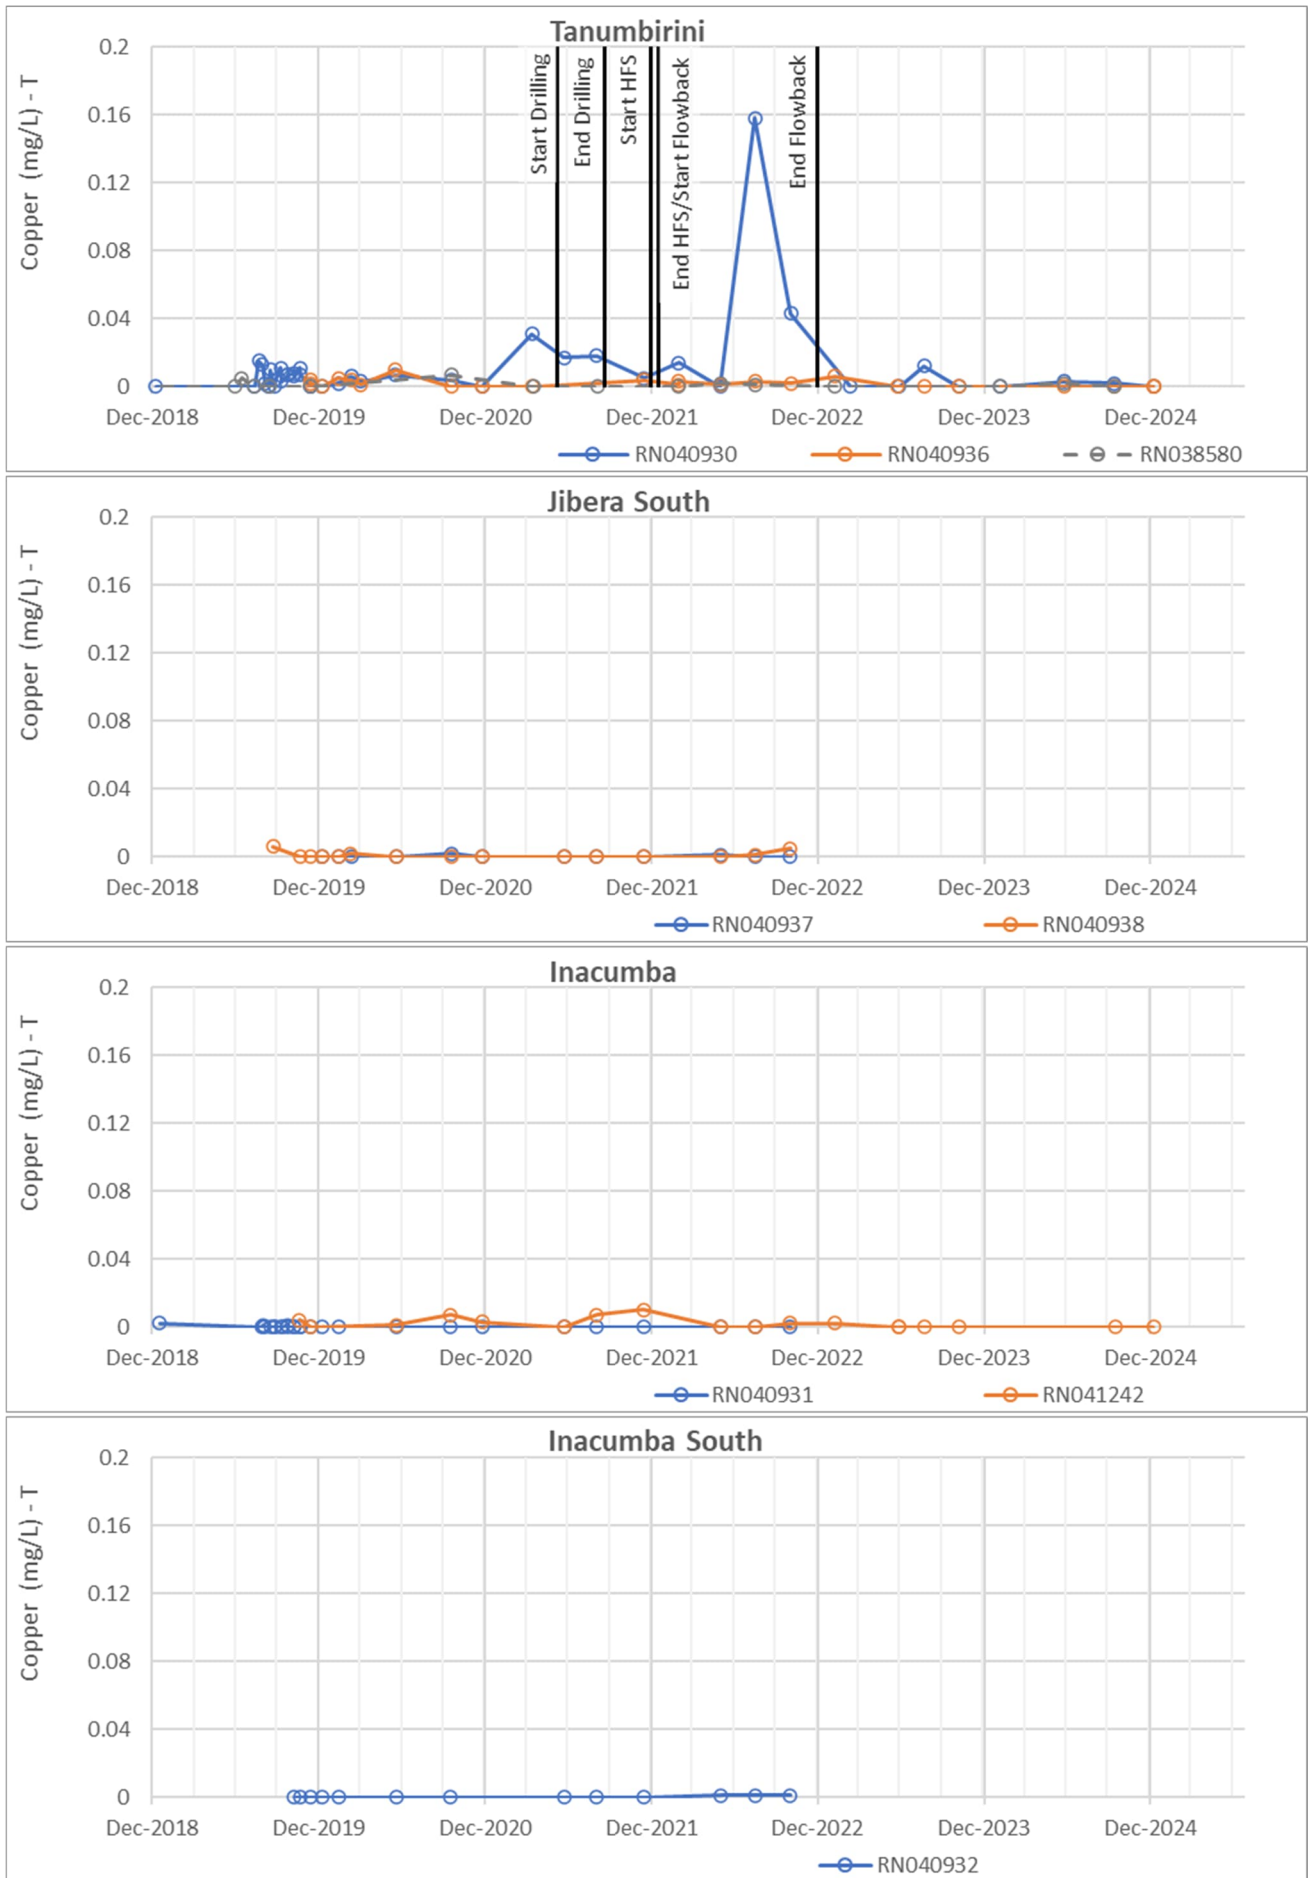 Tanumbirini
Copper (mg/L) - T
0.2
0.16
0.12
0.08
0.04
0
Start Drilling
End Drilling
Start HFS
End HFS/Start Flowback
End Flowback
Dec-2018 Dec-2019 Dec-2020 Dec-2021 Dec-2022 Dec-2023 Dec-2024
RN040930 RN040936 RN038580
Jibera South
Copper (mg/L) - T
0.2
0.16
0.12
0.08
0.04
0
Dec-2018 Dec-2019 Dec-2020 Dec-2021 Dec-2022 Dec-2023 Dec-2024
RN040937 RN040938
Inacumba
Copper (mg/L) - T
0.2
0.16
0.12
0.08
0.04
0
Dec-2018 Dec-2019 Dec-2020 Dec-2021 Dec-2022 Dec-2023 Dec-2024
RN040931 RN041242
Inacumba South
Copper (mg/L) - T
0.2
0.16
0.12
0.08
0.04
0
Dec-2018 Dec-2019 Dec-2020 Dec-2021 Dec-2022 Dec-2023 Dec-2024
RN040932